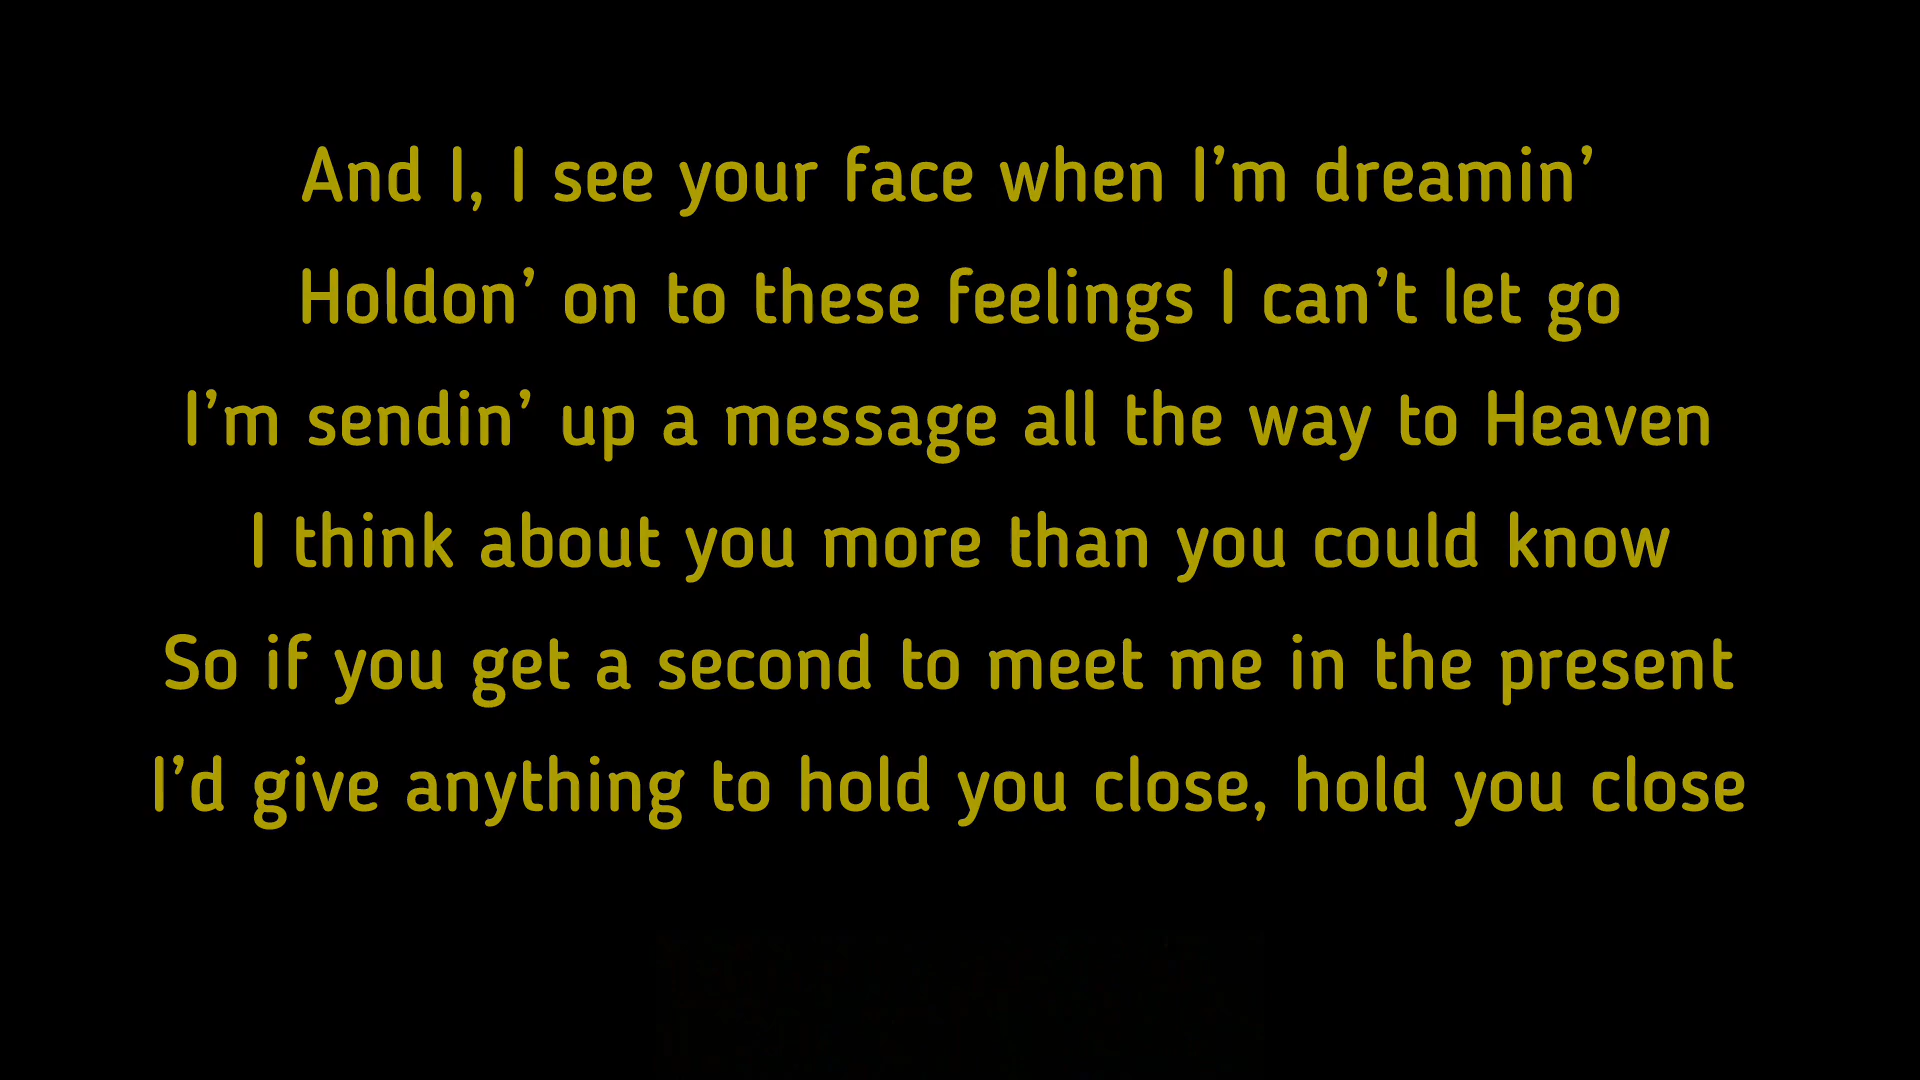 And I, I see your face when I’m dreamin’
Holdon’ on to these feelings I can’t let go
I’m sendin’ up a message all the way to Heaven
I think about you more than you could know
So if you get a second to meet me in the present
I’d give anything to hold you close, hold you close